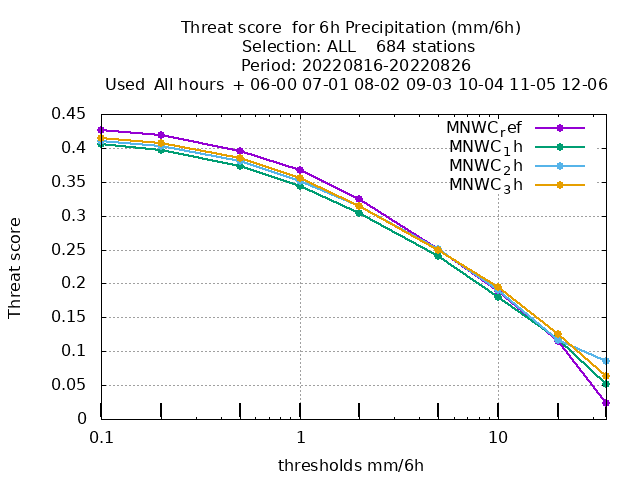 Threat score  for 6h Precipitation (mm/6h)
Selection: ALL    684 stations
Period: 20220816-20220826
Used  All hours  + 06-00 07-01 08-02 09-03 10-04 11-05 12-06
MNWC_ref
MNWC_1h
MNWC_2h
MNWC_3h
Threat score
0.45
0.4
0.35
0.3
0.25
0.2
0.15
0.1
0.05
0
0.1 1 10
thresholds mm/6h